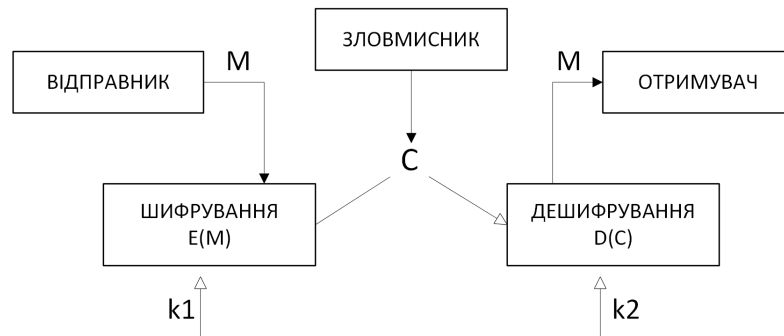 ЗЛОВМИСНИК
ВІДПРАВНИК
M
M
ОТРИМУВАЧ
C
ШИФРУВАННЯ
E(M)
ДЕШИФРУВАННЯ
D(C)
k1
k2